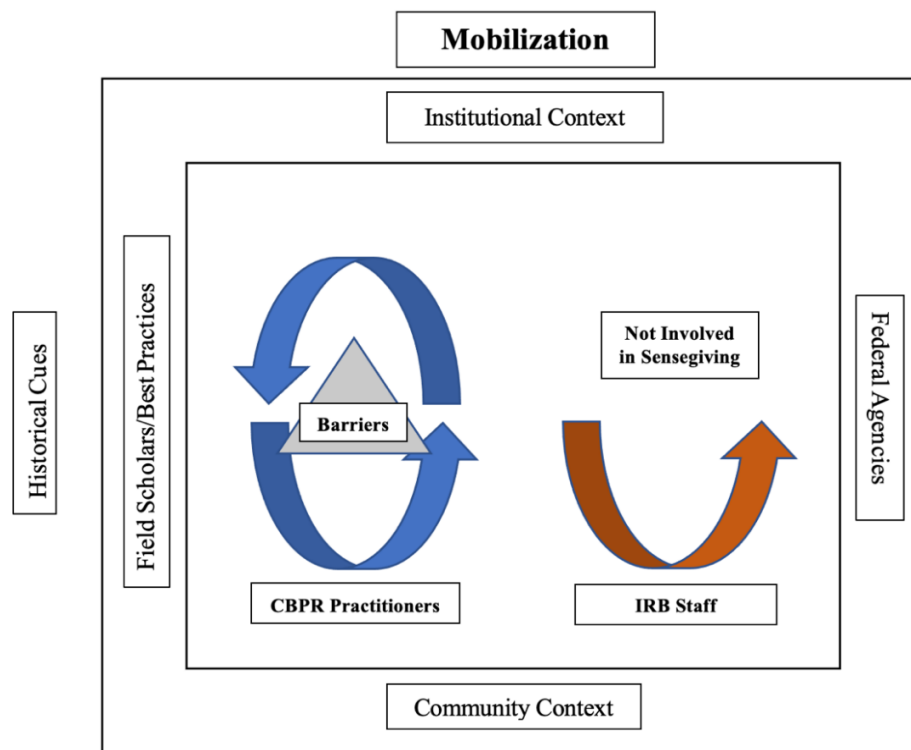 Mobilization
Institutional Context
Historical Cues
Field Scholars/Best Practices
Barriers
CBPR Practitioners
Not Involved
in Sensegiving
IRB Staff
Federal Agencies
Community Context